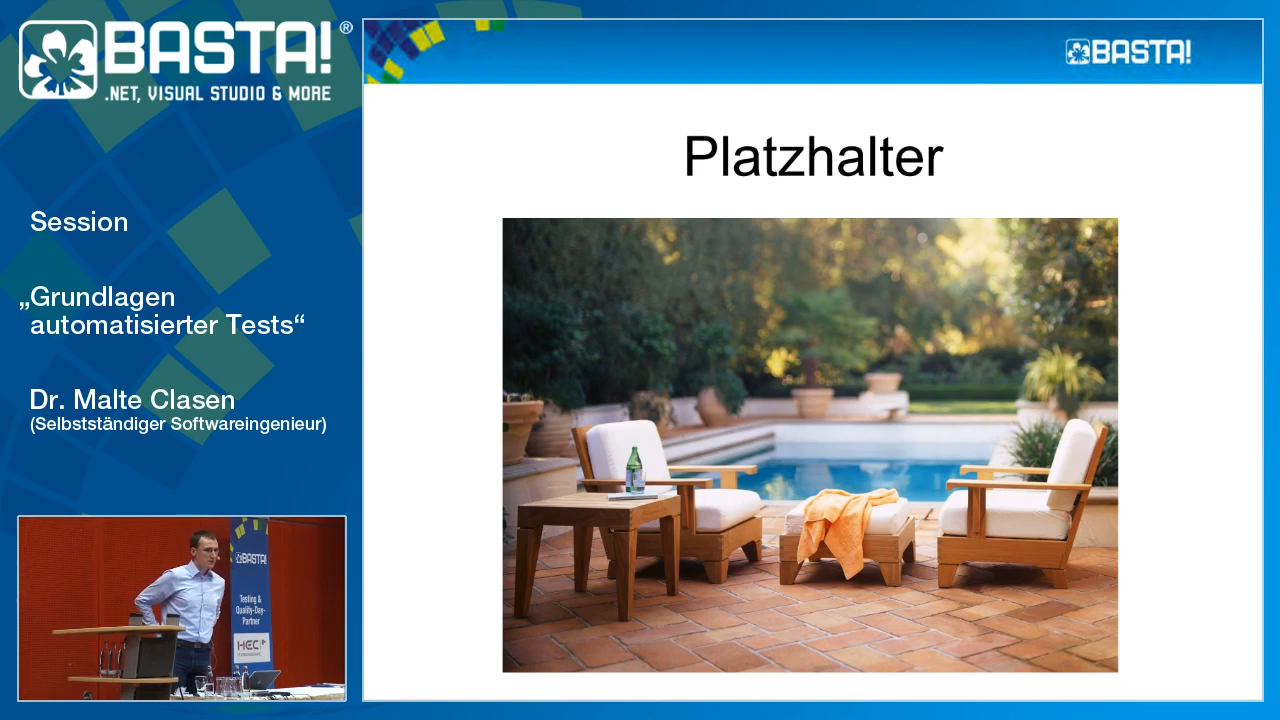 BASTA!®
.NET, VISUAL STUDIO & MORE
BASTA!
Platzhalter
Session
„Grundlagen
automatisierter Tests“
Dr. Malte Clasen
(Selbstständiger Softwareingenieur)
BASTA!
Testing &
Quality-Day-
Partner
HEC